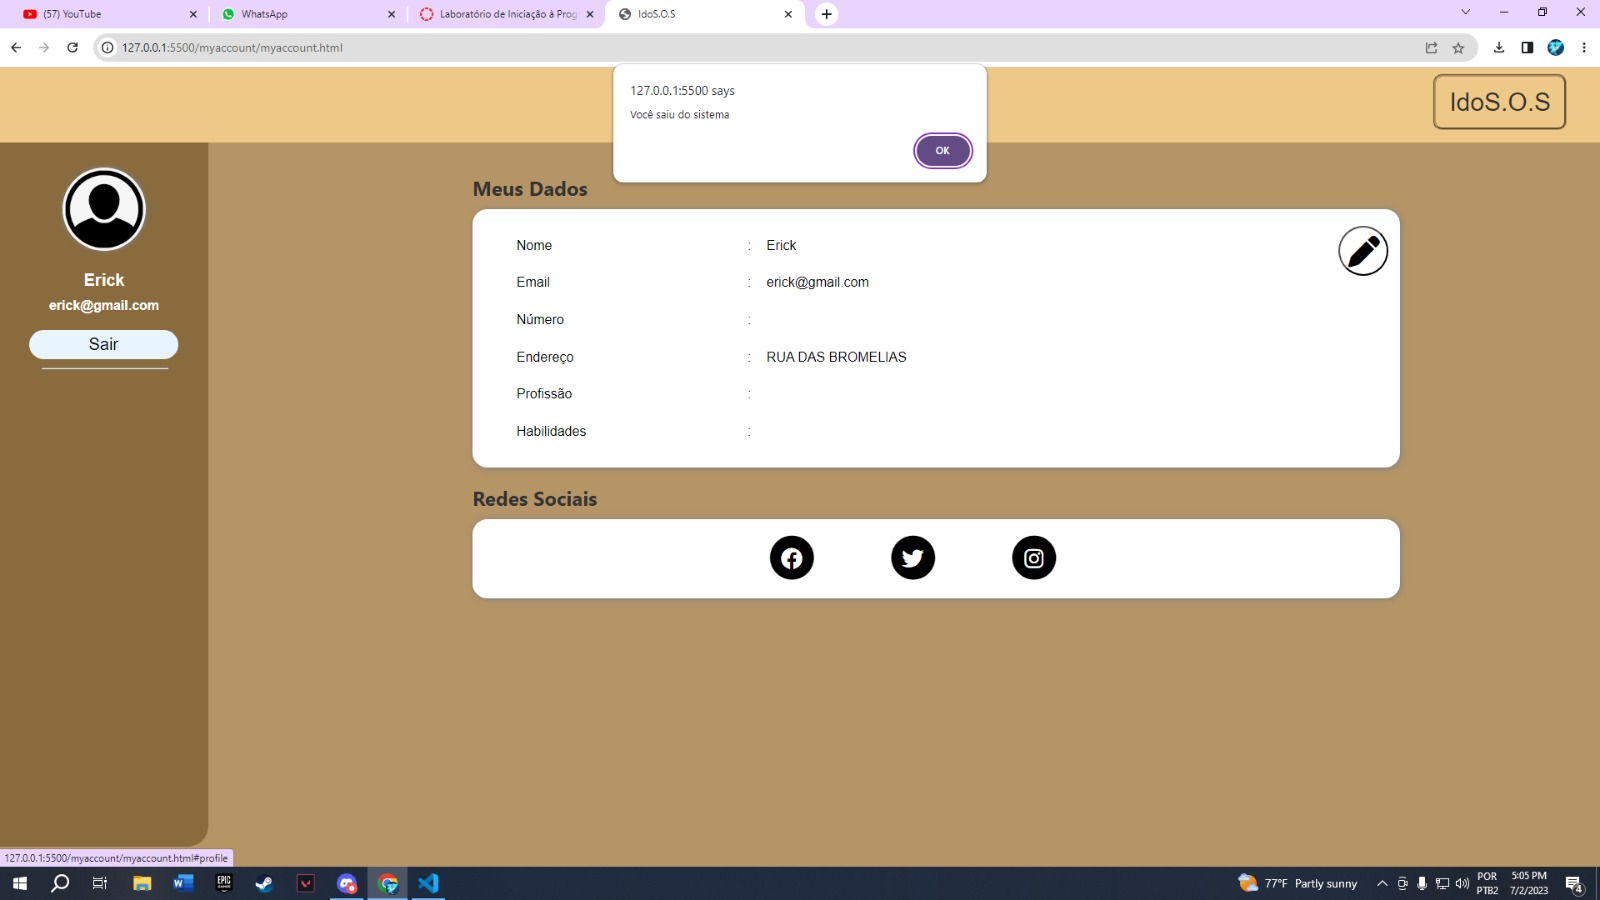 (57) YouTube
WhatsApp
Laboratório de Iniciação à Prog
IdoS.O.S
127.0.0.1:5500/myaccount/myaccount.html
127.0.0.1:5500 says
Você saiu do sistema
OK
IdoS.O.S
Erick
erick@gmail.com
Sair
Meus Dados
Nome : Erick
Email : erick@gmail.com
Número :
Endereço : RUA DAS BROMELIAS
Profissão :
Habilidades :
Redes Sociais
127.0.0.1:5500/myaccount/myaccount.html#profile
EPIC GAMES
77°F Partly sunny
POR
PTB2
5:05 PM
7/2/2023
4